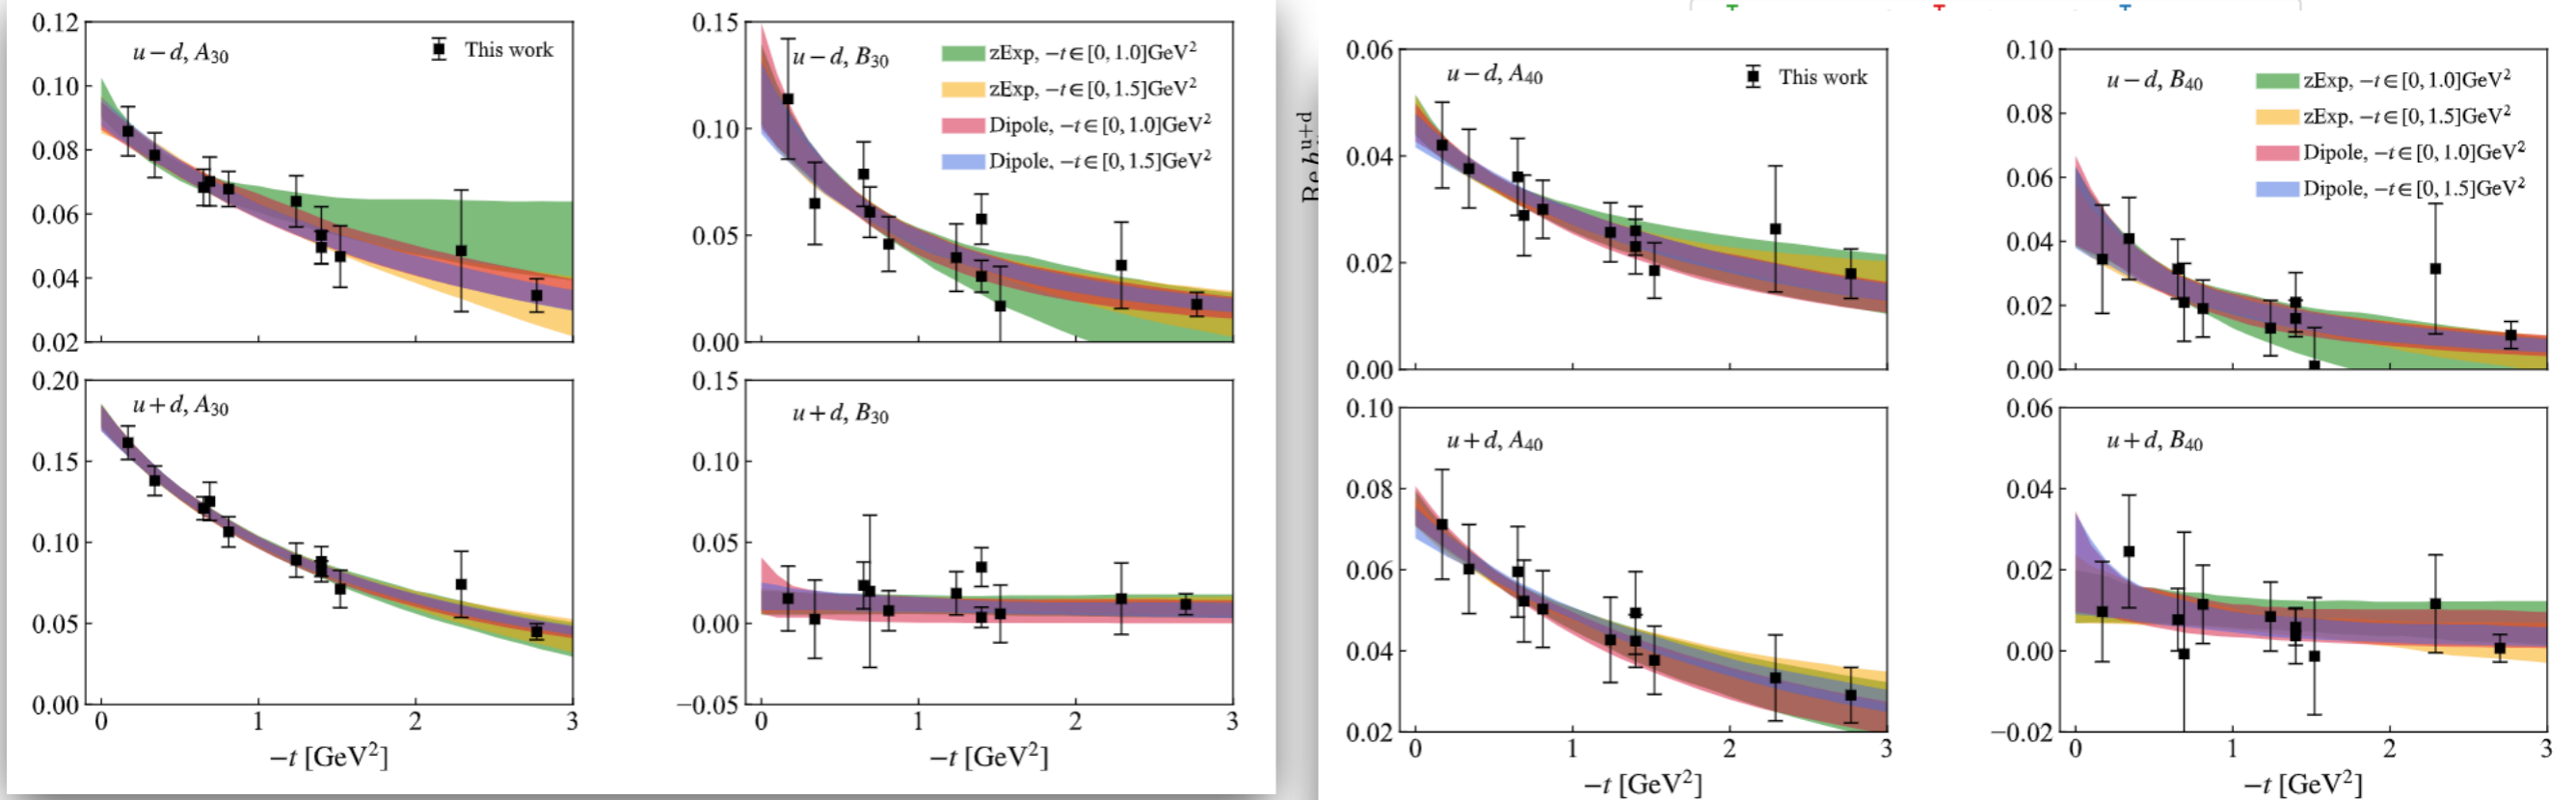 0.12
0.10
0.08
0.06
0.04
0.02
u − d, A₃₀
This work
0.15
0.10
0.05
0.00
u − d, B₃₀
zExp, −t ∈ [0, 1.0]GeV²
zExp, −t ∈ [0, 1.5]GeV²
Dipole, −t ∈ [0, 1.0]GeV²
Dipole, −t ∈ [0, 1.5]GeV²
0.20
0.15
0.10
0.05
0.00
u + d, A₃₀
0 1 2 3
−t [GeV²]
0.15
0.10
0.05
0.00
−0.05
u + d, B₃₀
0 1 2 3
−t [GeV²]
0.06
0.04
0.02
0.00
u − d, A₄₀
This work
0.10
0.08
0.06
0.04
0.02
0.00
u − d, B₄₀
zExp, −t ∈ [0, 1.0]GeV²
zExp, −t ∈ [0, 1.5]GeV²
Dipole, −t ∈ [0, 1.0]GeV²
Dipole, −t ∈ [0, 1.5]GeV²
0.10
0.08
0.06
0.04
0.02
u + d, A₄₀
0 1 2 3
−t [GeV²]
0.06
0.04
0.02
0.00
−0.02
u + d, B₄₀
0 1 2 3
−t [GeV²]